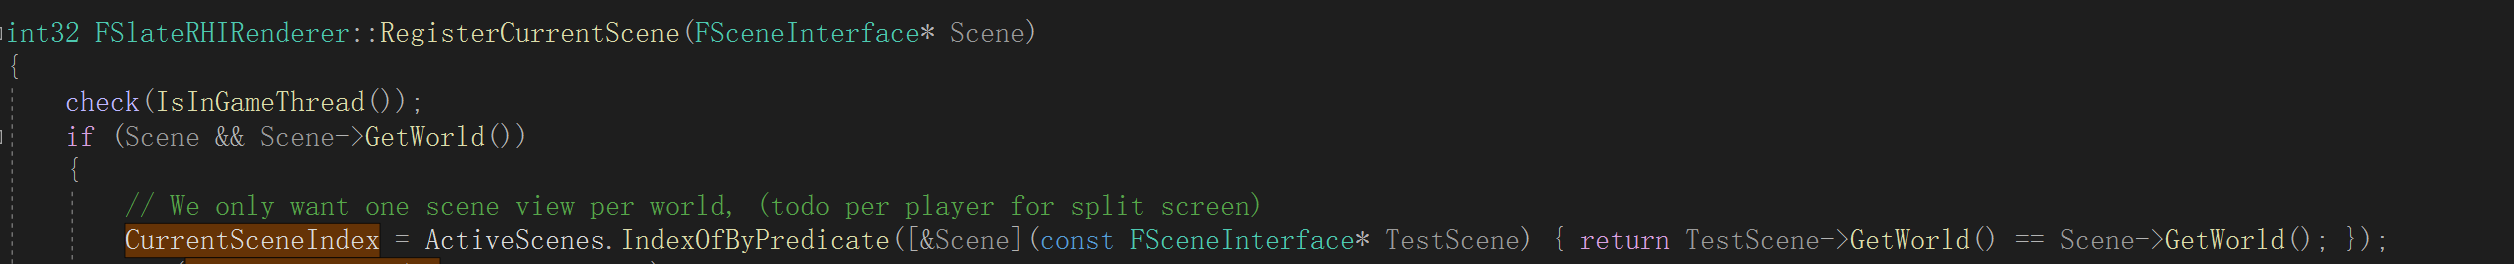 int32 FSlateRHIRenderer::RegisterCurrentScene(FSceneInterface* Scene)
{
check(IsInGameThread());
if (Scene && Scene->GetWorld())
{
// We only want one scene view per world, (todo per player for split screen)
CurrentSceneIndex = ActiveScenes.IndexOfByPredicate([&Scene](const FSceneInterface* TestScene) { return TestScene->GetWorld() == Scene->GetWorld(); });